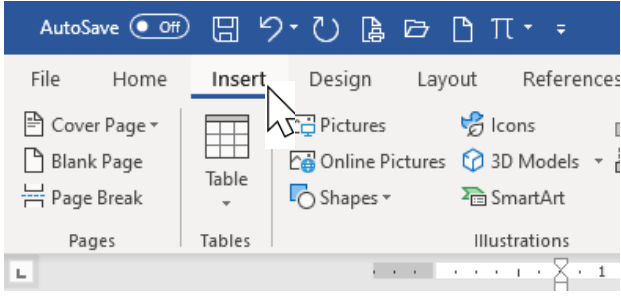 AutoSave Off
File Home Insert Design Layout References
Cover Page Pictures Icons
Blank Page Online Pictures 3D Models
Table
Page Break Shapes SmartArt
Pages Tables Illustrations
L 1